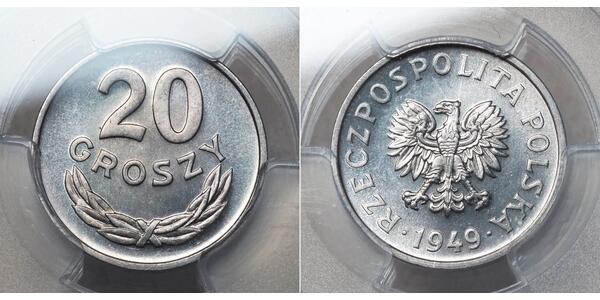 20
GROSZY
RZECZPOSPOLITA POLSKA
· 1949 ·